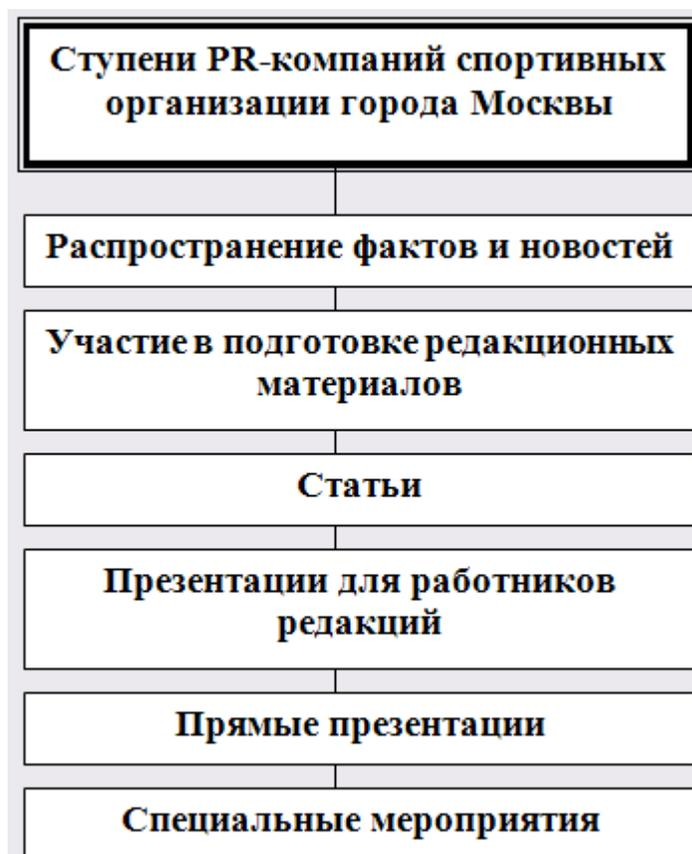 Ступени PR-компаний спортивных
организации города Москвы
Распространение фактов и новостей
Участие в подготовке редакционных
материалов
Статьи
Презентации для работников
редакций
Прямые презентации
Специальные мероприятия